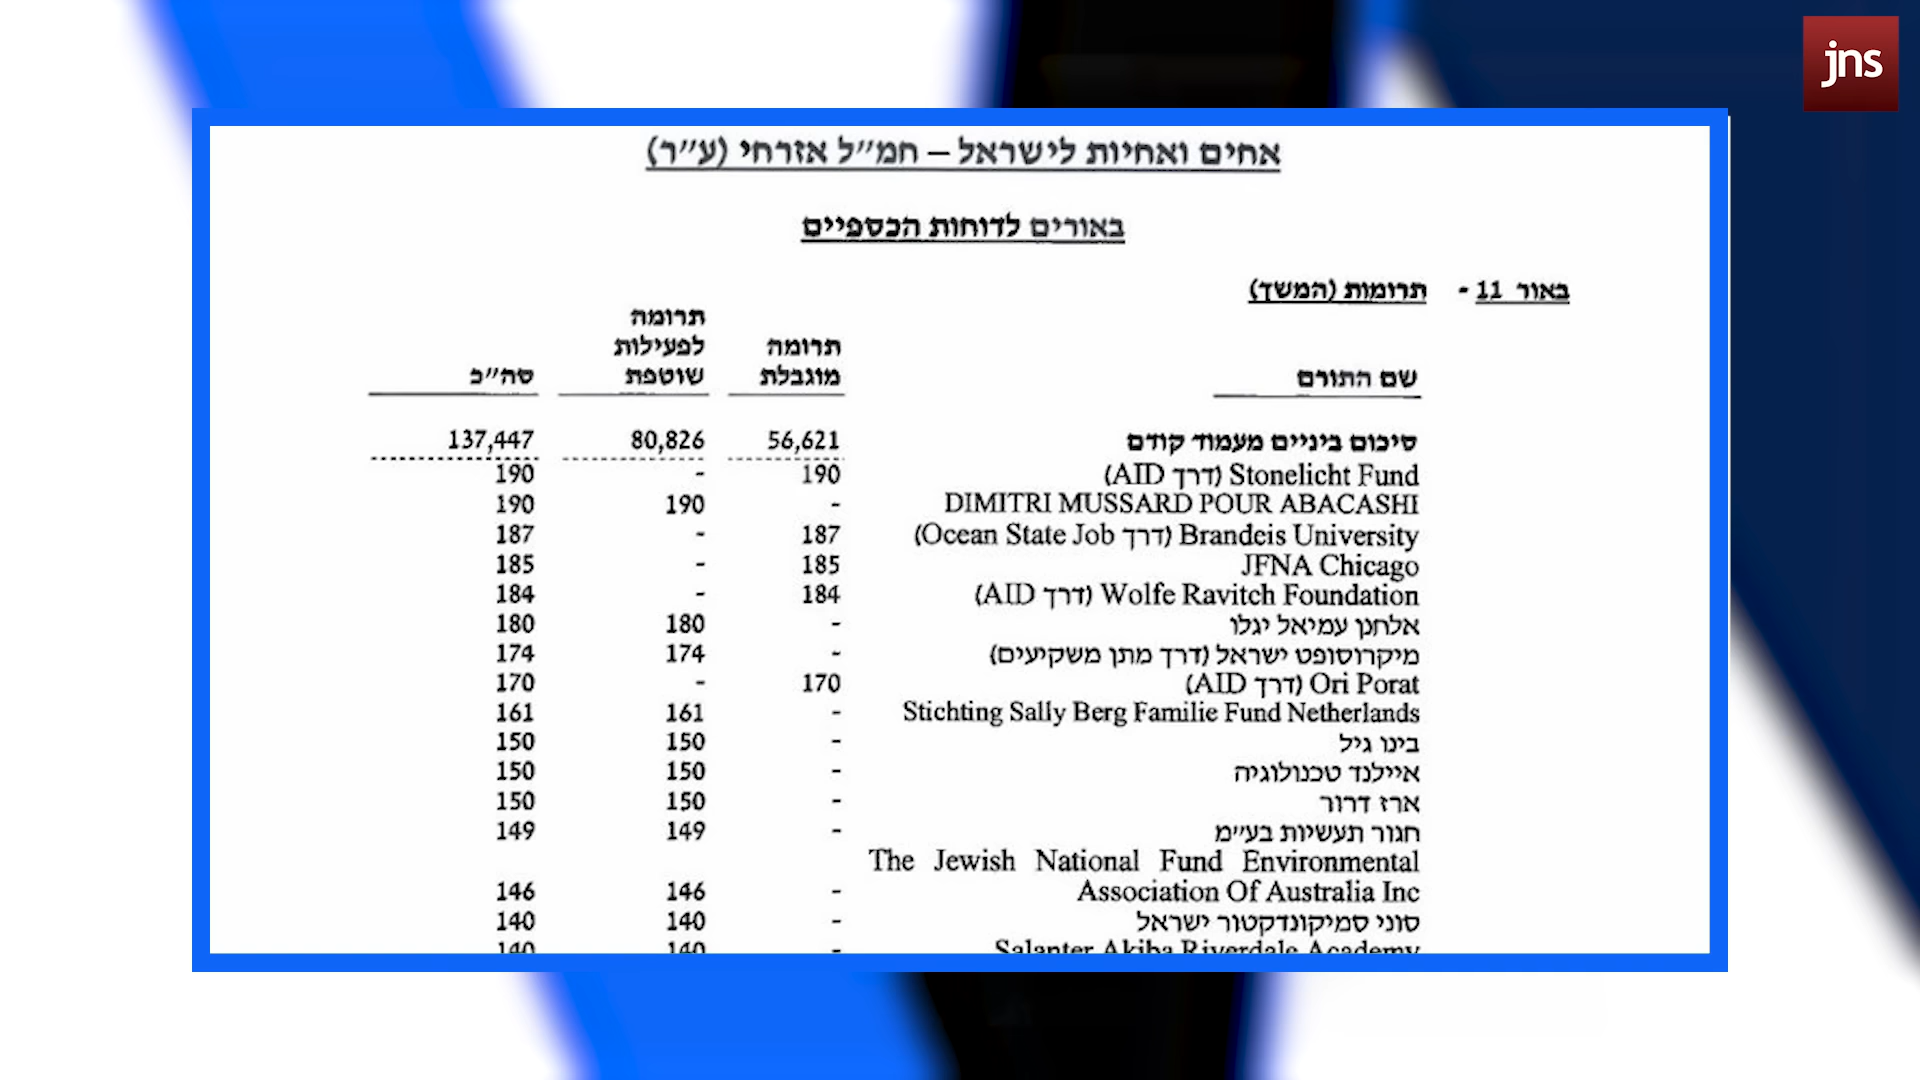 jns
אחים ואחיות לישראל – חמ״ל אזרחי (ע״ר)
באורים לדוחות הכספיים
באור 11 - תרומות (המשך)
שם התורם תרומה מוגבלת תרומה לפעילות שוטפת סה״כ
סיכום ביניים מעמוד קודם 56,621 80,826 137,447
Stonelicht Fund (דרך AID) 190 - 190
DIMITRI MUSSARD POUR ABACASHI - 190 190
Brandeis University (דרך Ocean State Job) 187 - 187
JFNA Chicago 185 - 185
Wolfe Ravitch Foundation (דרך AID) 184 - 184
אלחנן עמיאל יגלו - 180 180
מיקרוסופט ישראל (דרך מתן משקיעים) - 174 174
Ori Porat (דרך AID) 170 - 170
Stichting Sally Berg Familie Fund Netherlands - 161 161
בינו גיל - 150 150
איילנד טכנולוגיה - 150 150
ארז דרור - 150 150
חגור תעשיות בע״מ - 149 149
The Jewish National Fund Environmental
Association Of Australia Inc - 146 146
סוני סמיקונדקטור ישראל - 140 140
Salanter Akiba Riverdale Academy - 140 140